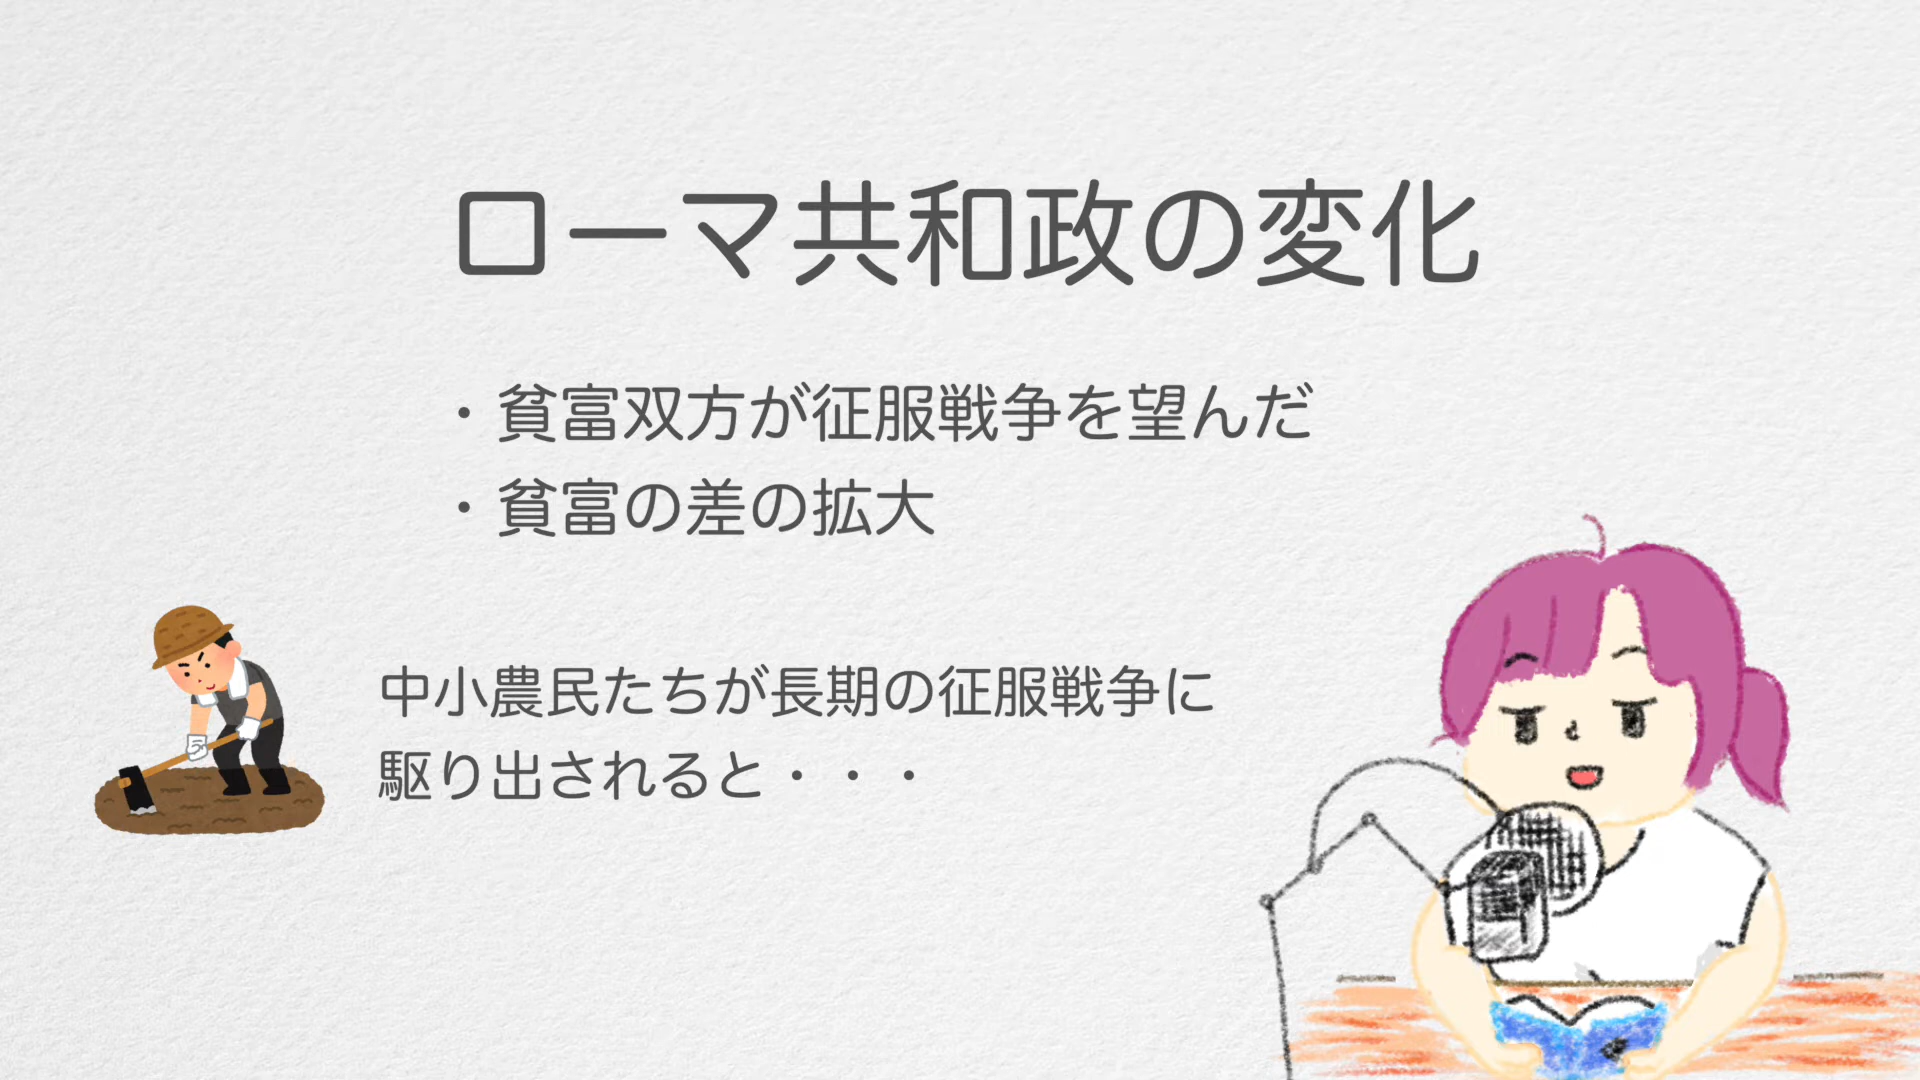 ローマ共和政の変化
・貧富双方が征服戦争を望んだ
・貧富の差の拡大
中小農民たちが長期の征服戦争に
駆り出されると・・・